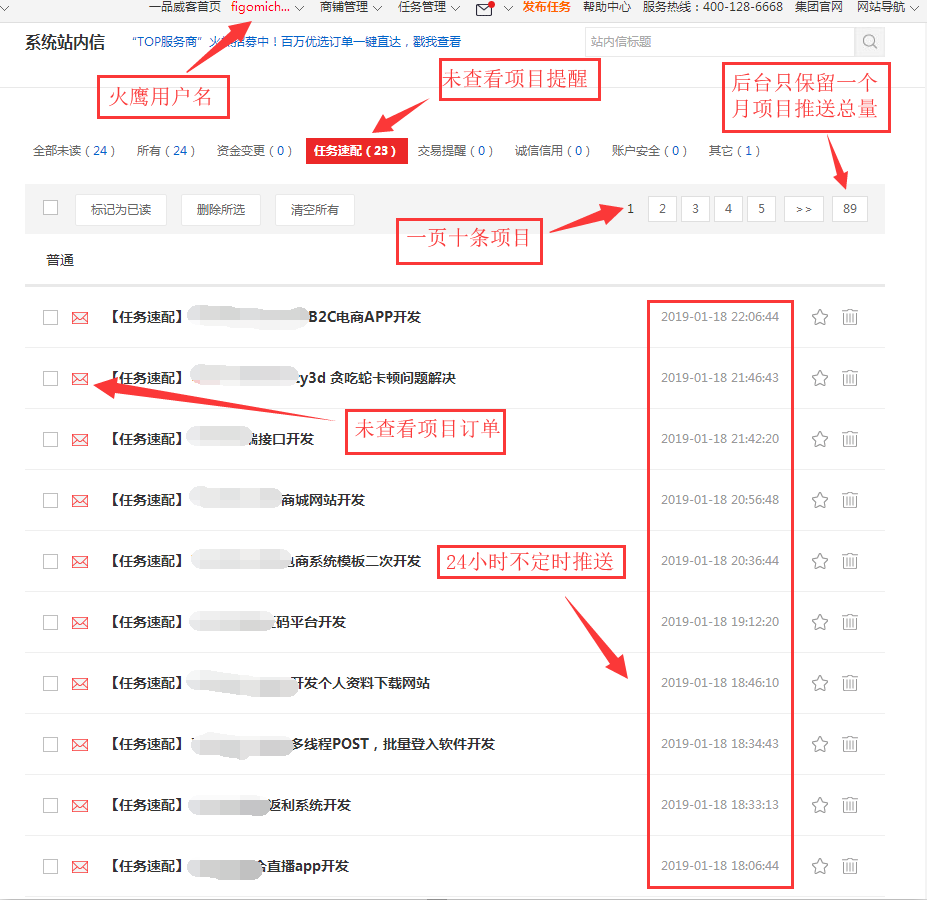 一品威客首页 figomich... 商铺管理 任务管理 发布任务 帮助中心 服务热线：400-128-6668 集团官网 网站导航
系统站内信 “TOP服务商”火 招募中！百万优选订单一键直达，戳我查看 站内信标题
火鹰用户名
未查看项目提醒
后台只保留一个
月项目推送总量
全部未读（24） 所有（24） 资金变更（0） 任务速配（23） 交易提醒（0） 诚信信用（0） 账户安全（0） 其它（1）
标记为已读 删除所选 清空所有 1 2 3 4 5 >> 89
一页十条项目
普通
【任务速配】 B2C电商APP开发 2019-01-18 22:06:44
【任务速配】 y3d 贪吃蛇卡顿问题解决 2019-01-18 21:46:43
未查看项目订单
【任务速配】 端接口开发 2019-01-18 21:42:20
【任务速配】 商城网站开发 2019-01-18 20:56:48
【任务速配】 电商系统模板二次开发 2019-01-18 20:36:44
24小时不定时推送
【任务速配】 码平台开发 2019-01-18 19:12:20
【任务速配】 开发个人资料下载网站 2019-01-18 18:46:10
【任务速配】 多线程POST，批量登入软件开发 2019-01-18 18:34:43
【任务速配】 返利系统开发 2019-01-18 18:33:13
【任务速配】 直播app开发 2019-01-18 18:06:44